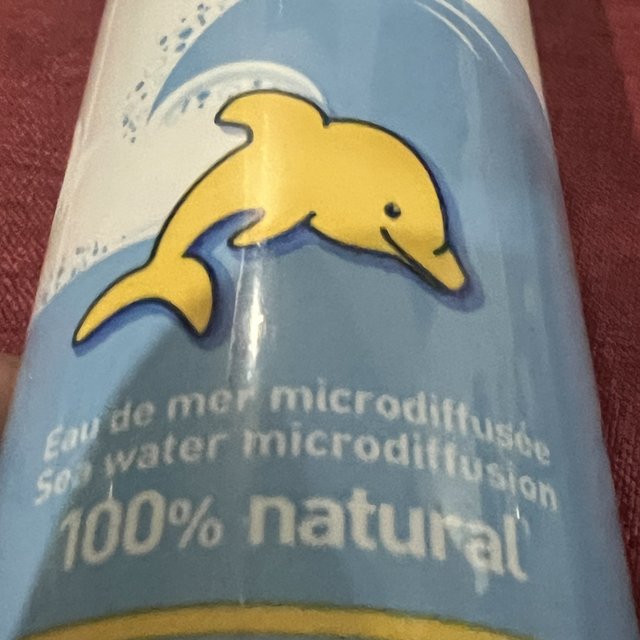 Eau de mer microdiffusée
Sea water microdiffusion
100% natural